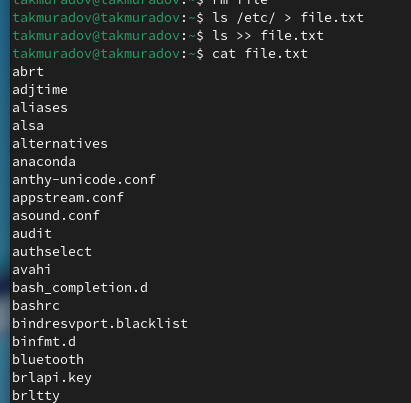 takmuradov@takmuradov:~$ rm file
takmuradov@takmuradov:~$ ls /etc/ > file.txt
takmuradov@takmuradov:~$ ls >> file.txt
takmuradov@takmuradov:~$ cat file.txt
abrt
adjtime
aliases
alsa
alternatives
anaconda
anthy-unicode.conf
appstream.conf
asound.conf
audit
authselect
avahi
bash_completion.d
bashrc
bindresvport.blacklist
binfmt.d
bluetooth
brlapi.key
brltty